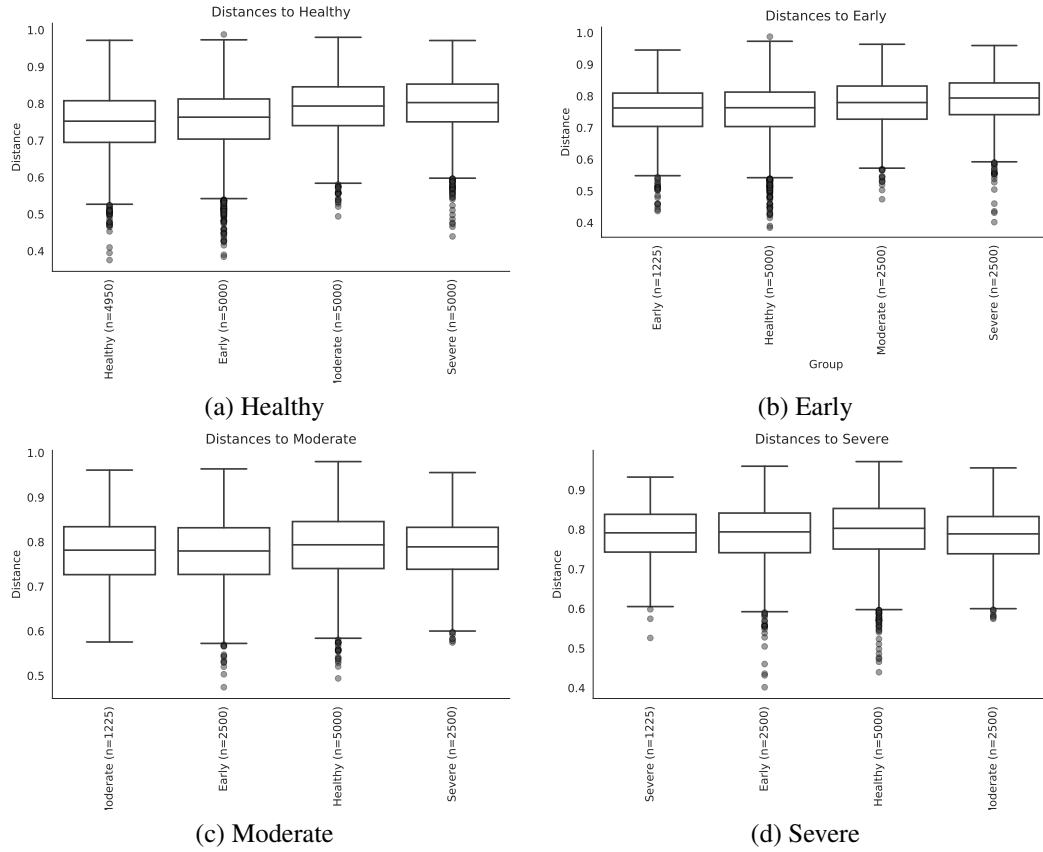 Distances to Healthy
1.0
0.9
0.8
0.7
0.6
0.5
0.4
Distance
Healthy (n=4950)
Early (n=5000)
loderate (n=5000)
Severe (n=5000)
(a) Healthy
Distances to Early
1.0
0.9
0.8
0.7
0.6
0.5
0.4
Distance
Early (n=1225)
Healthy (n=5000)
Moderate (n=2500)
Severe (n=2500)
Group
(b) Early
Distances to Moderate
1.0
0.9
0.8
0.7
0.6
0.5
Distance
loderate (n=1225)
Early (n=2500)
Healthy (n=5000)
Severe (n=2500)
(c) Moderate
Distances to Severe
0.9
0.8
0.7
0.6
0.5
0.4
Distance
Severe (n=1225)
Early (n=2500)
Healthy (n=5000)
loderate (n=2500)
(d) Severe